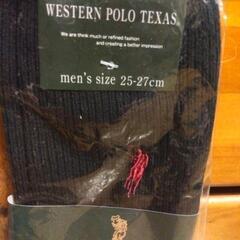 WESTERN POLO TEXAS.
We are think much or refined fashion
and creating a better impression
men's size 25-27cm